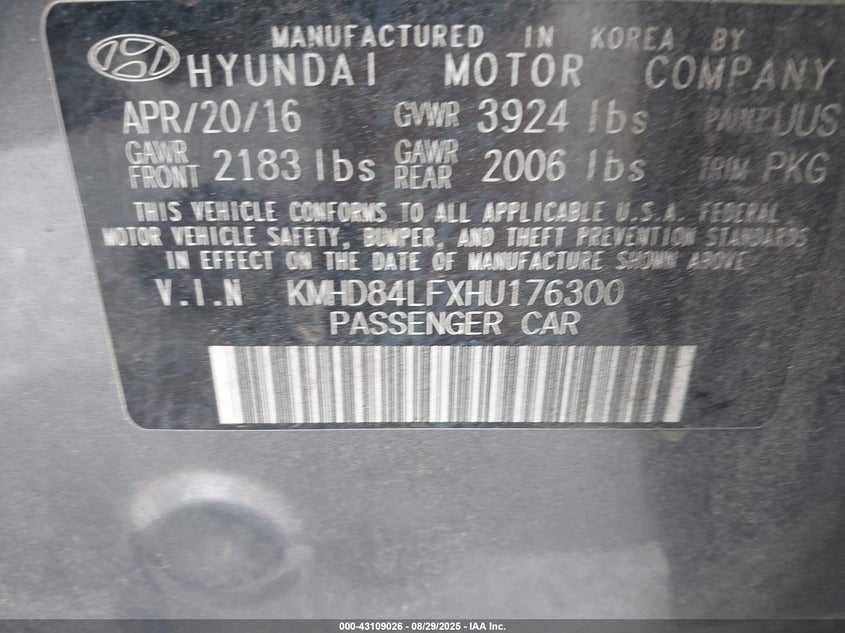 MANUFACTURED IN KOREA BY
HYUNDAI MOTOR COMPANY
APR/20/16 GVWR 3924 lbs PAINT UUS
GAWR FRONT 2183 lbs GAWR REAR 2006 lbs TRIM PKG
THIS VEHICLE CONFORMS TO ALL APPLICABLE U.S.A. FEDERAL
MOTOR VEHICLE SAFETY, BUMPER, AND THEFT PREVENTION STANDARDS
IN EFFECT ON THE DATE OF MANUFACTURE SHOWN ABOVE
V.I.N KMHD84LFXHU176300
PASSENGER CAR
000-43109026 - 08/29/2025 - IAA Inc.